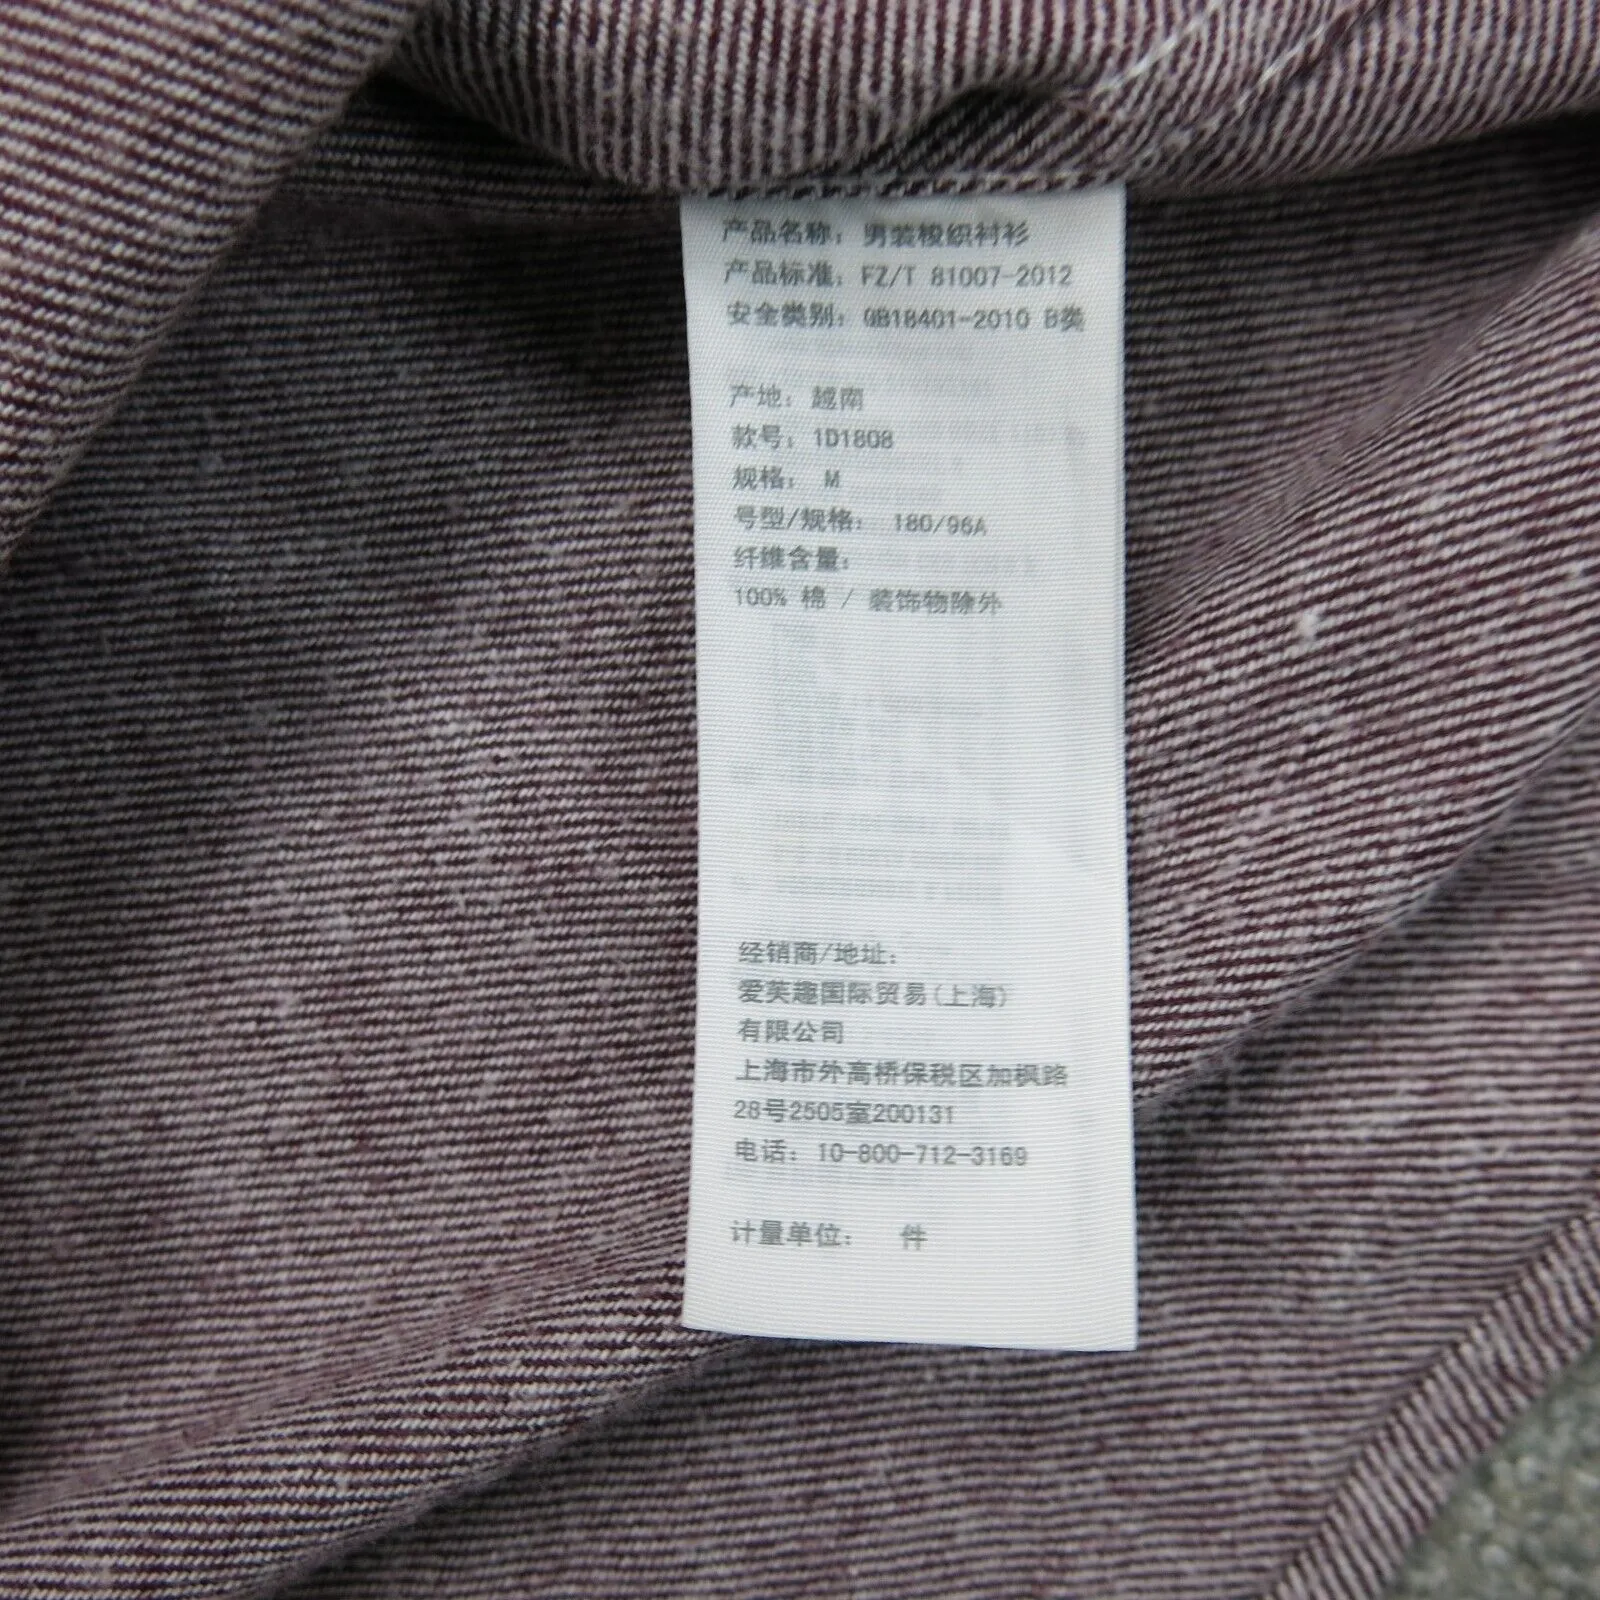 产品名称：男装梭织衬衫
产品标准：FZ/T 81007-2012
安全类别：GB18401-2010 B类
产地：越南
款号：1D1808
规格：M
号型/规格：180/96A
纤维含量：
100% 棉 / 装饰物除外
经销商/地址：
爱芙趣国际贸易(上海)
有限公司
上海市外高桥保税区加枫路
28号2505室200131
电话：10-800-712-3169
计量单位：件